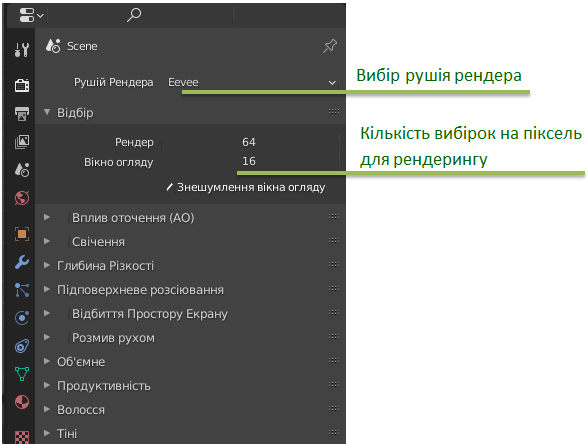 Scene
Рушій Рендера Eevee
Вибір рушія рендера
Відбір
Рендер 64
Вікно огляду 16
Кількість вибірок на піксель
для рендерингу
Знешумлення вікна огляду
Вплив оточення (AO)
Свічення
Глибина Різкості
Підповерхневе розсіювання
Відбиття Простору Екрану
Розмив рухом
Об'ємне
Продуктивність
Волосся
Тіні